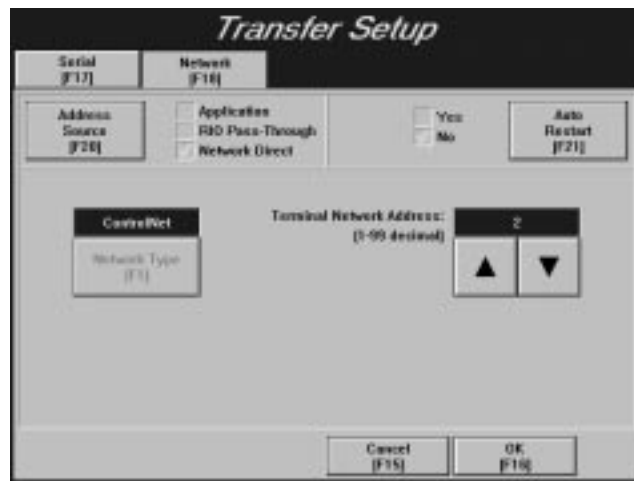 Transfer Setup
Serial
[F17]
Network
[F18]
Address
Source
[F20]
Application
RIO Pass-Through
Network Direct
Yes
No
Auto
Restart
[F21]
ControlNet
Network Type
[F1]
Terminal Network Address:
(1-99 decimal)
2
Cancel
[F15]
OK
[F16]